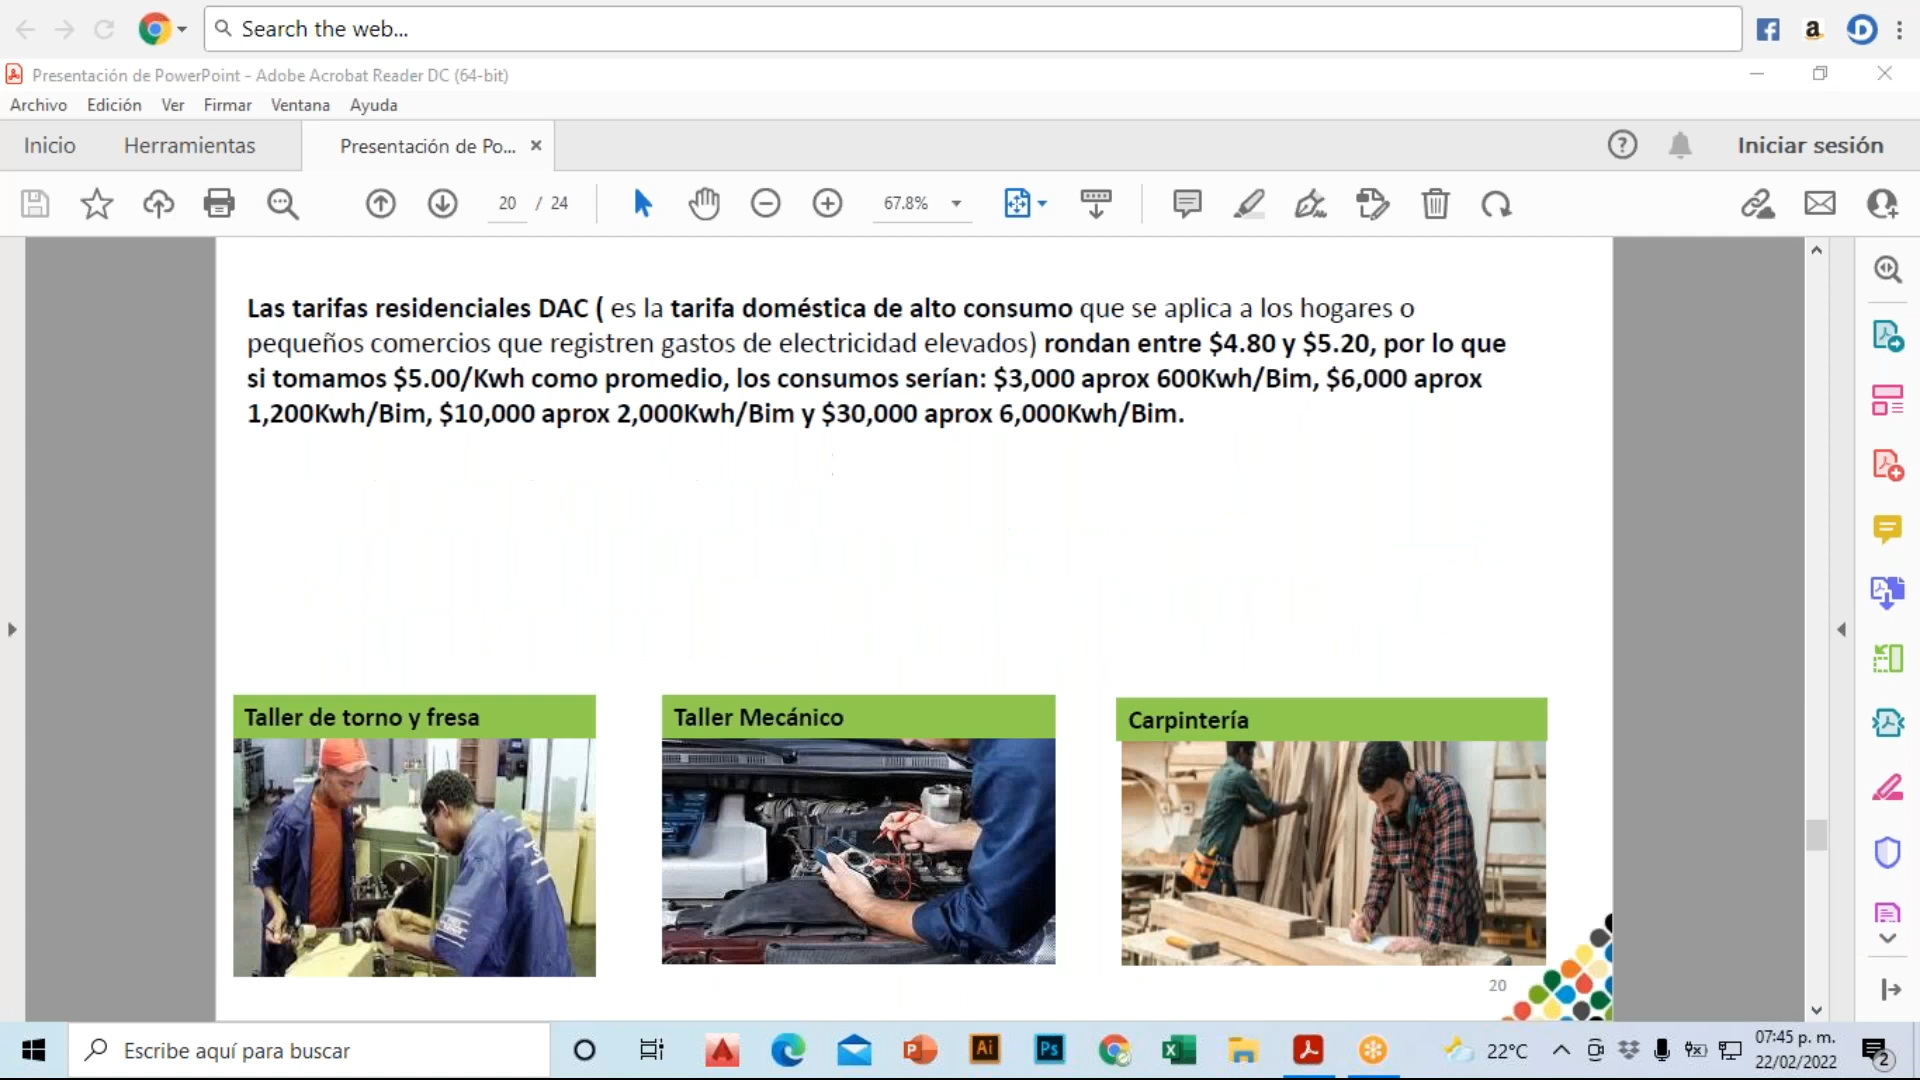 Search the web...
Presentación de PowerPoint - Adobe Acrobat Reader DC (64-bit)
Archivo Edición Ver Firmar Ventana Ayuda
Inicio Herramientas Presentación de Po... × Iniciar sesión
20 / 24 67.8%
Las tarifas residenciales DAC ( es la tarifa doméstica de alto consumo que se aplica a los hogares o
pequeños comercios que registren gastos de electricidad elevados) rondan entre $4.80 y $5.20, por lo que
si tomamos $5.00/Kwh como promedio, los consumos serían: $3,000 aprox 600Kwh/Bim, $6,000 aprox
1,200Kwh/Bim, $10,000 aprox 2,000Kwh/Bim y $30,000 aprox 6,000Kwh/Bim.
Taller de torno y fresa
Taller Mecánico
Carpintería
20
Escribe aquí para buscar
Ai
Ps
22°C
07:45 p. m.
22/02/2022
2